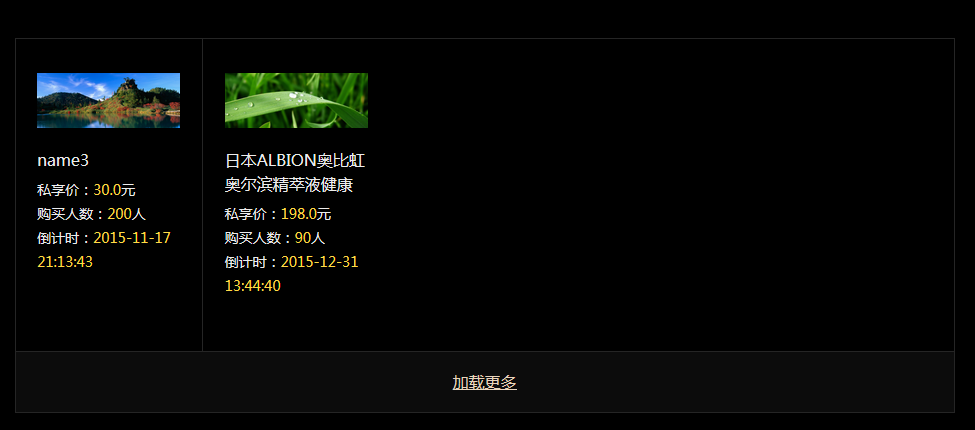 name3
私享价：30.0元
购买人数：200人
倒计时：2015-11-17
21:13:43
日本ALBION奥比虹
奥尔滨精萃液健康
私享价：198.0元
购买人数：90人
倒计时：2015-12-31
13:44:40
加载更多